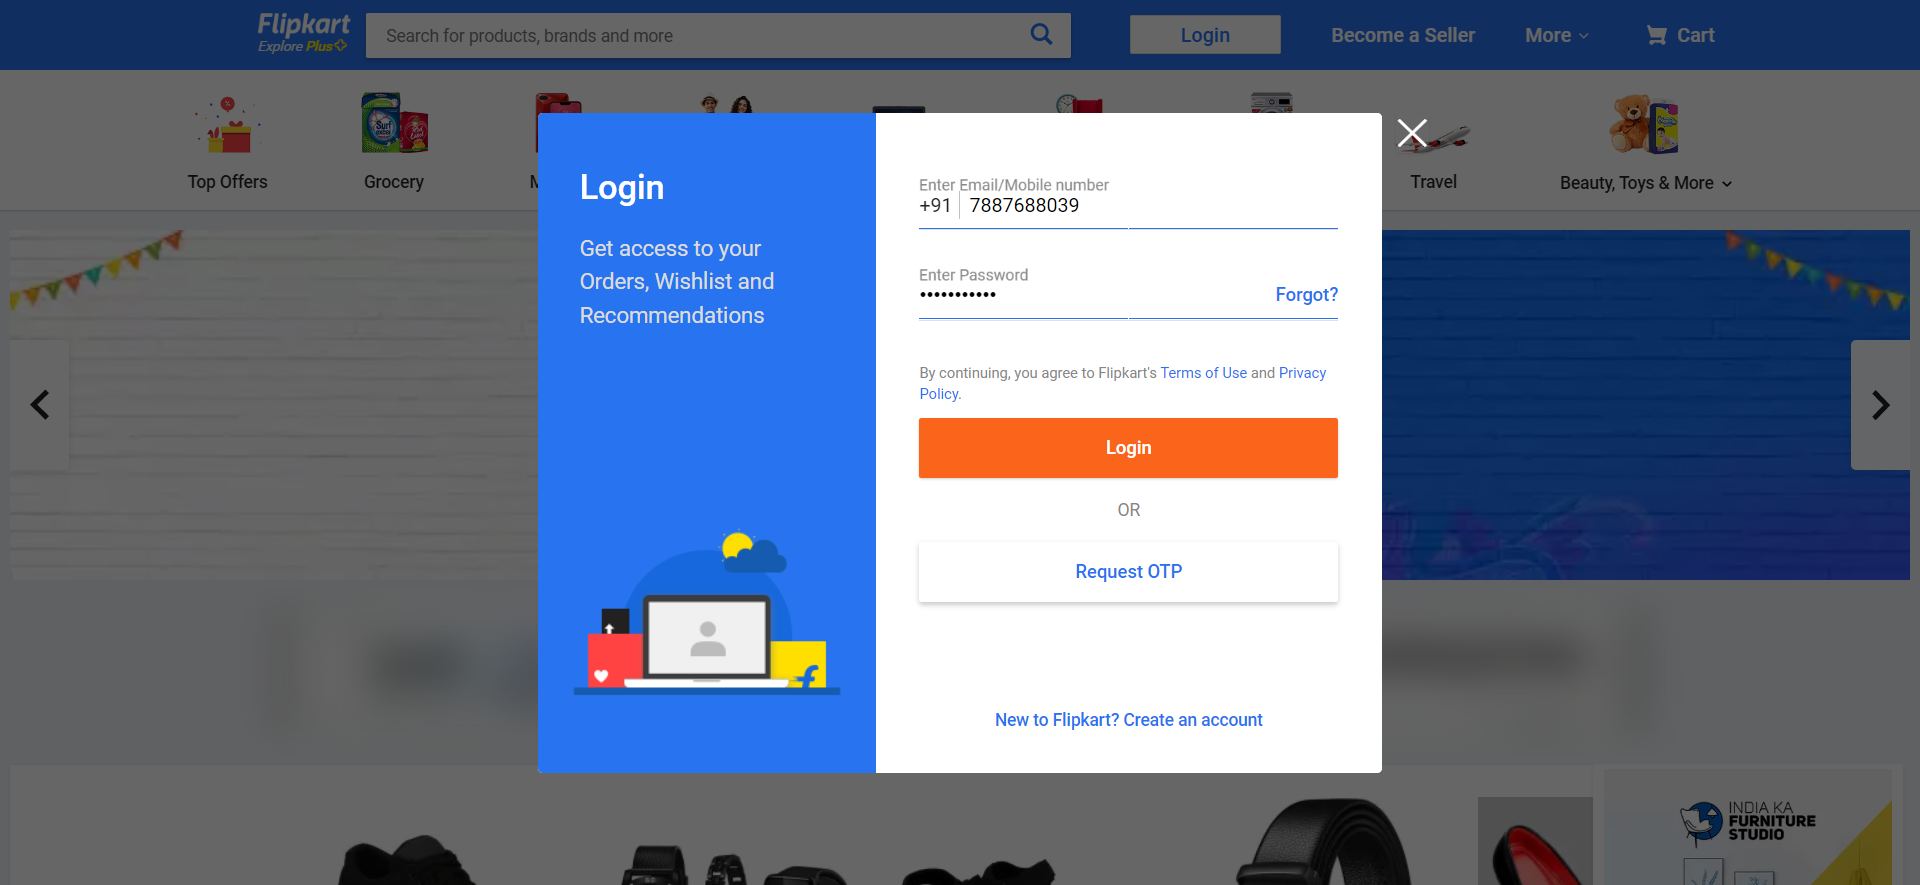 Flipkart
Explore Plus
Search for products, brands and more
Login
Become a Seller
More
Cart
Top Offers
Grocery
M
Travel
Beauty, Toys & More
Login
Get access to your
Orders, Wishlist and
Recommendations
Enter Email/Mobile number
+91 7887688039
Enter Password
•••••••••••
Forgot?
By continuing, you agree to Flipkart's Terms of Use and Privacy
Policy.
Login
OR
Request OTP
New to Flipkart? Create an account
INDIA KA
FURNITURE
STUDIO